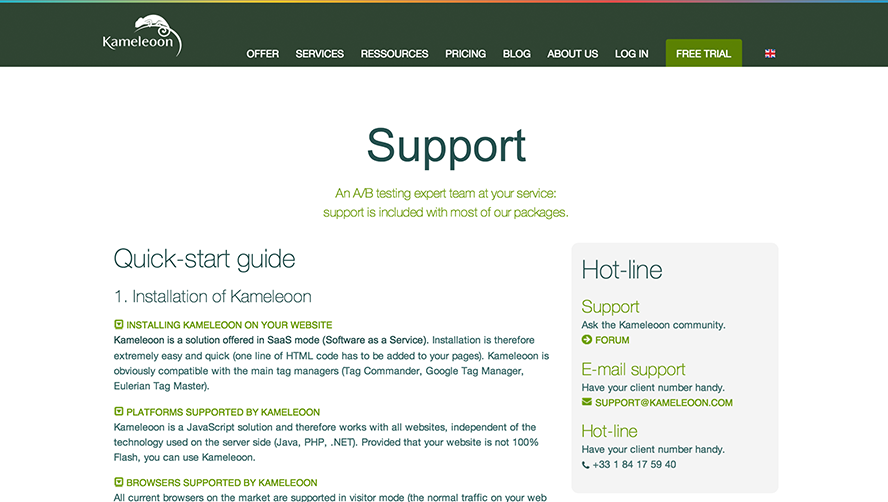 Kameleoon
OFFER SERVICES RESSOURCES PRICING BLOG ABOUT US LOG IN FREE TRIAL
Support
An A/B testing expert team at your service:
support is included with most of our packages.
Quick-start guide
1. Installation of Kameleoon
INSTALLING KAMELEOON ON YOUR WEBSITE
Kameleoon is a solution offered in SaaS mode (Software as a Service). Installation is therefore
extremely easy and quick (one line of HTML code has to be added to your pages). Kameleoon is
obviously compatible with the main tag managers (Tag Commander, Google Tag Manager,
Eulerian Tag Master).
PLATFORMS SUPPORTED BY KAMELEOON
Kameleoon is a JavaScript solution and therefore works with all websites, independent of the
technology used on the server side (Java, PHP, .NET). Provided that your website is not 100%
Flash, you can use Kameleoon.
BROWSERS SUPPORTED BY KAMELEOON
All current browsers on the market are supported in visitor mode (the normal traffic on your web
Hot-line
Support
Ask the Kameleoon community.
FORUM
E-mail support
Have your client number handy.
SUPPORT@KAMELEOON.COM
Hot-line
Have your client number handy.
+33 1 84 17 59 40